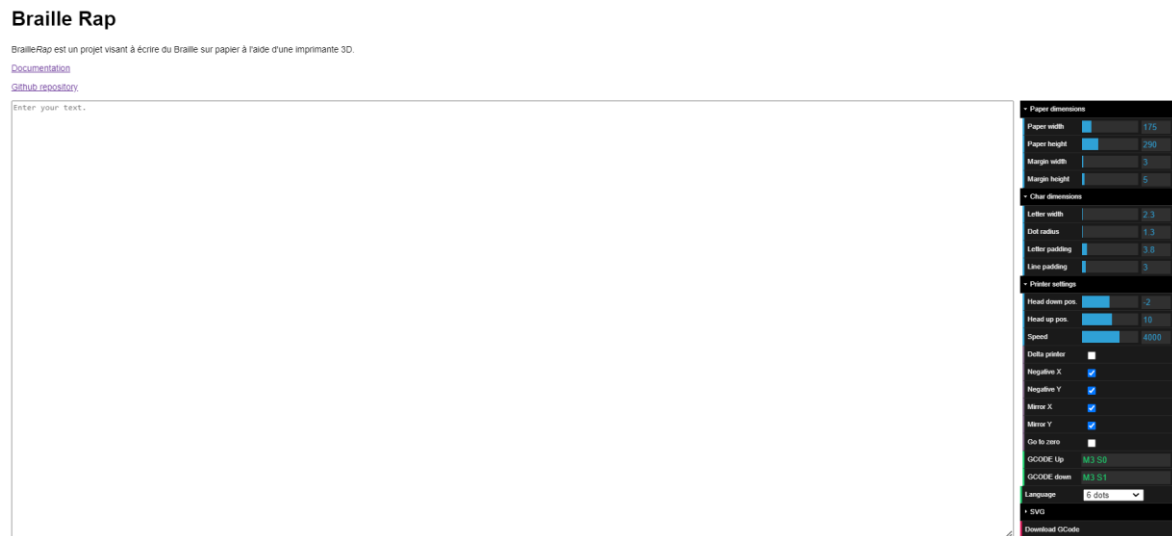 Braille Rap
BrailleRap est un projet visant à écrire du Braille sur papier à l'aide d'une imprimante 3D.
Documentation
Github repository
Enter your text.
Paper dimensions
Paper width 175
Paper height 290
Margin width 3
Margin height 5
Char dimensions
Letter width 2.3
Dot radius 1.3
Letter padding 3.8
Line padding 3
Printer settings
Head down pos. -2
Head up pos. 10
Speed 4000
Delta printer
Negative X
Negative Y
Mirror X
Mirror Y
Go to zero
GCODE Up M3 S0
GCODE down M3 S1
Language 6 dots
SVG
Download GCode